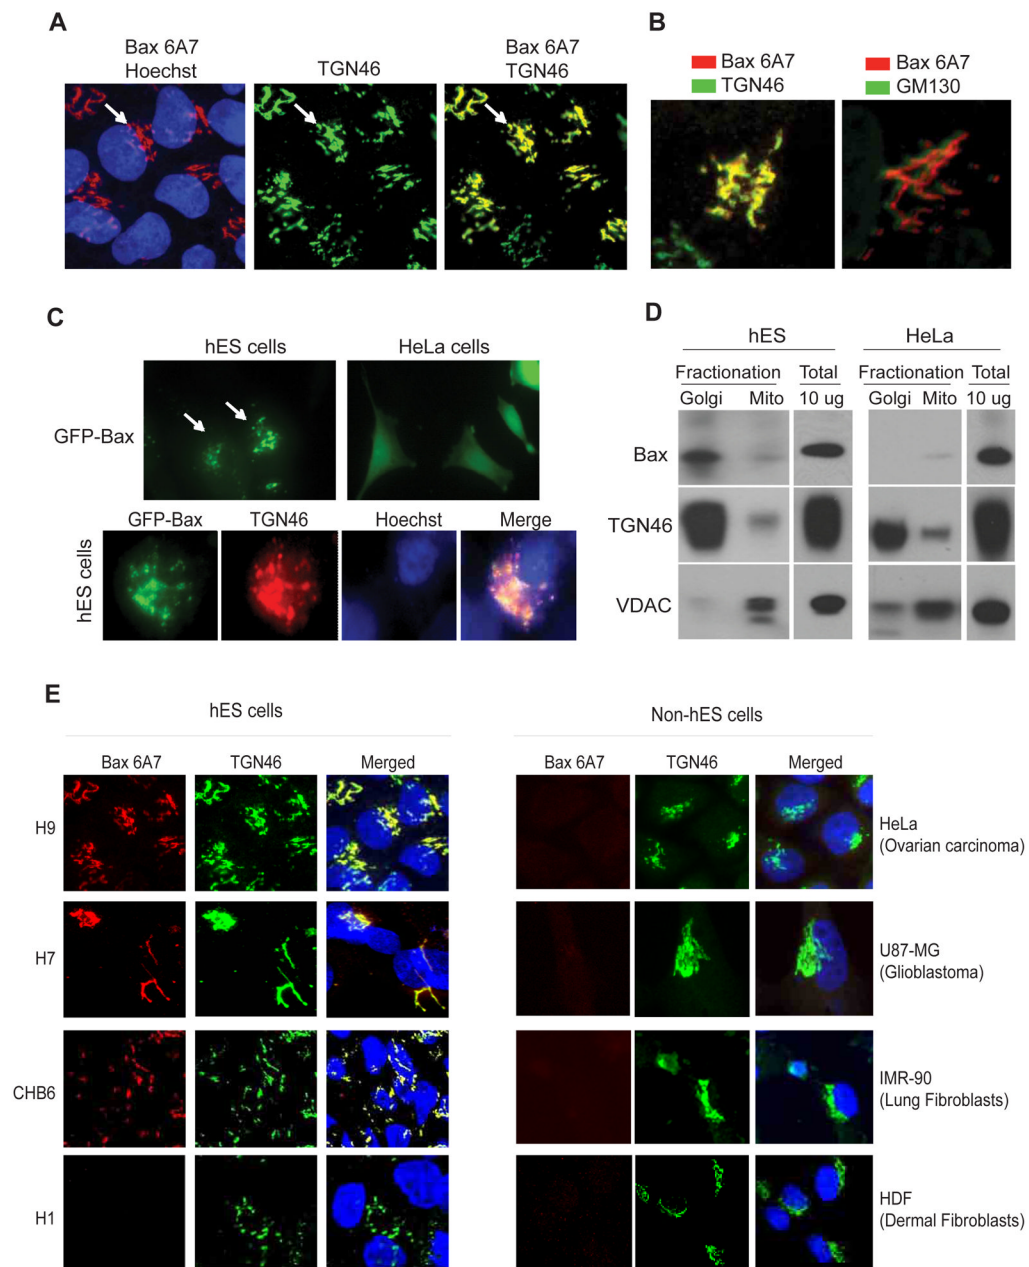 A
Bax 6A7
Hoechst
TGN46
Bax 6A7
TGN46
B
Bax 6A7
TGN46
Bax 6A7
GM130
C
hES cells
HeLa cells
GFP-Bax
GFP-Bax
TGN46
Hoechst
Merge
hES cells
D
hES
HeLa
Fractionation
Total
Fractionation
Total
Golgi
Mito
10 ug
Golgi
Mito
10 ug
Bax
TGN46
VDAC
E
hES cells
Non-hES cells
Bax 6A7
TGN46
Merged
Bax 6A7
TGN46
Merged
H9
HeLa
(Ovarian carcinoma)
H7
U87-MG
(Glioblastoma)
CHB6
IMR-90
(Lung Fibroblasts)
H1
HDF
(Dermal Fibroblasts)